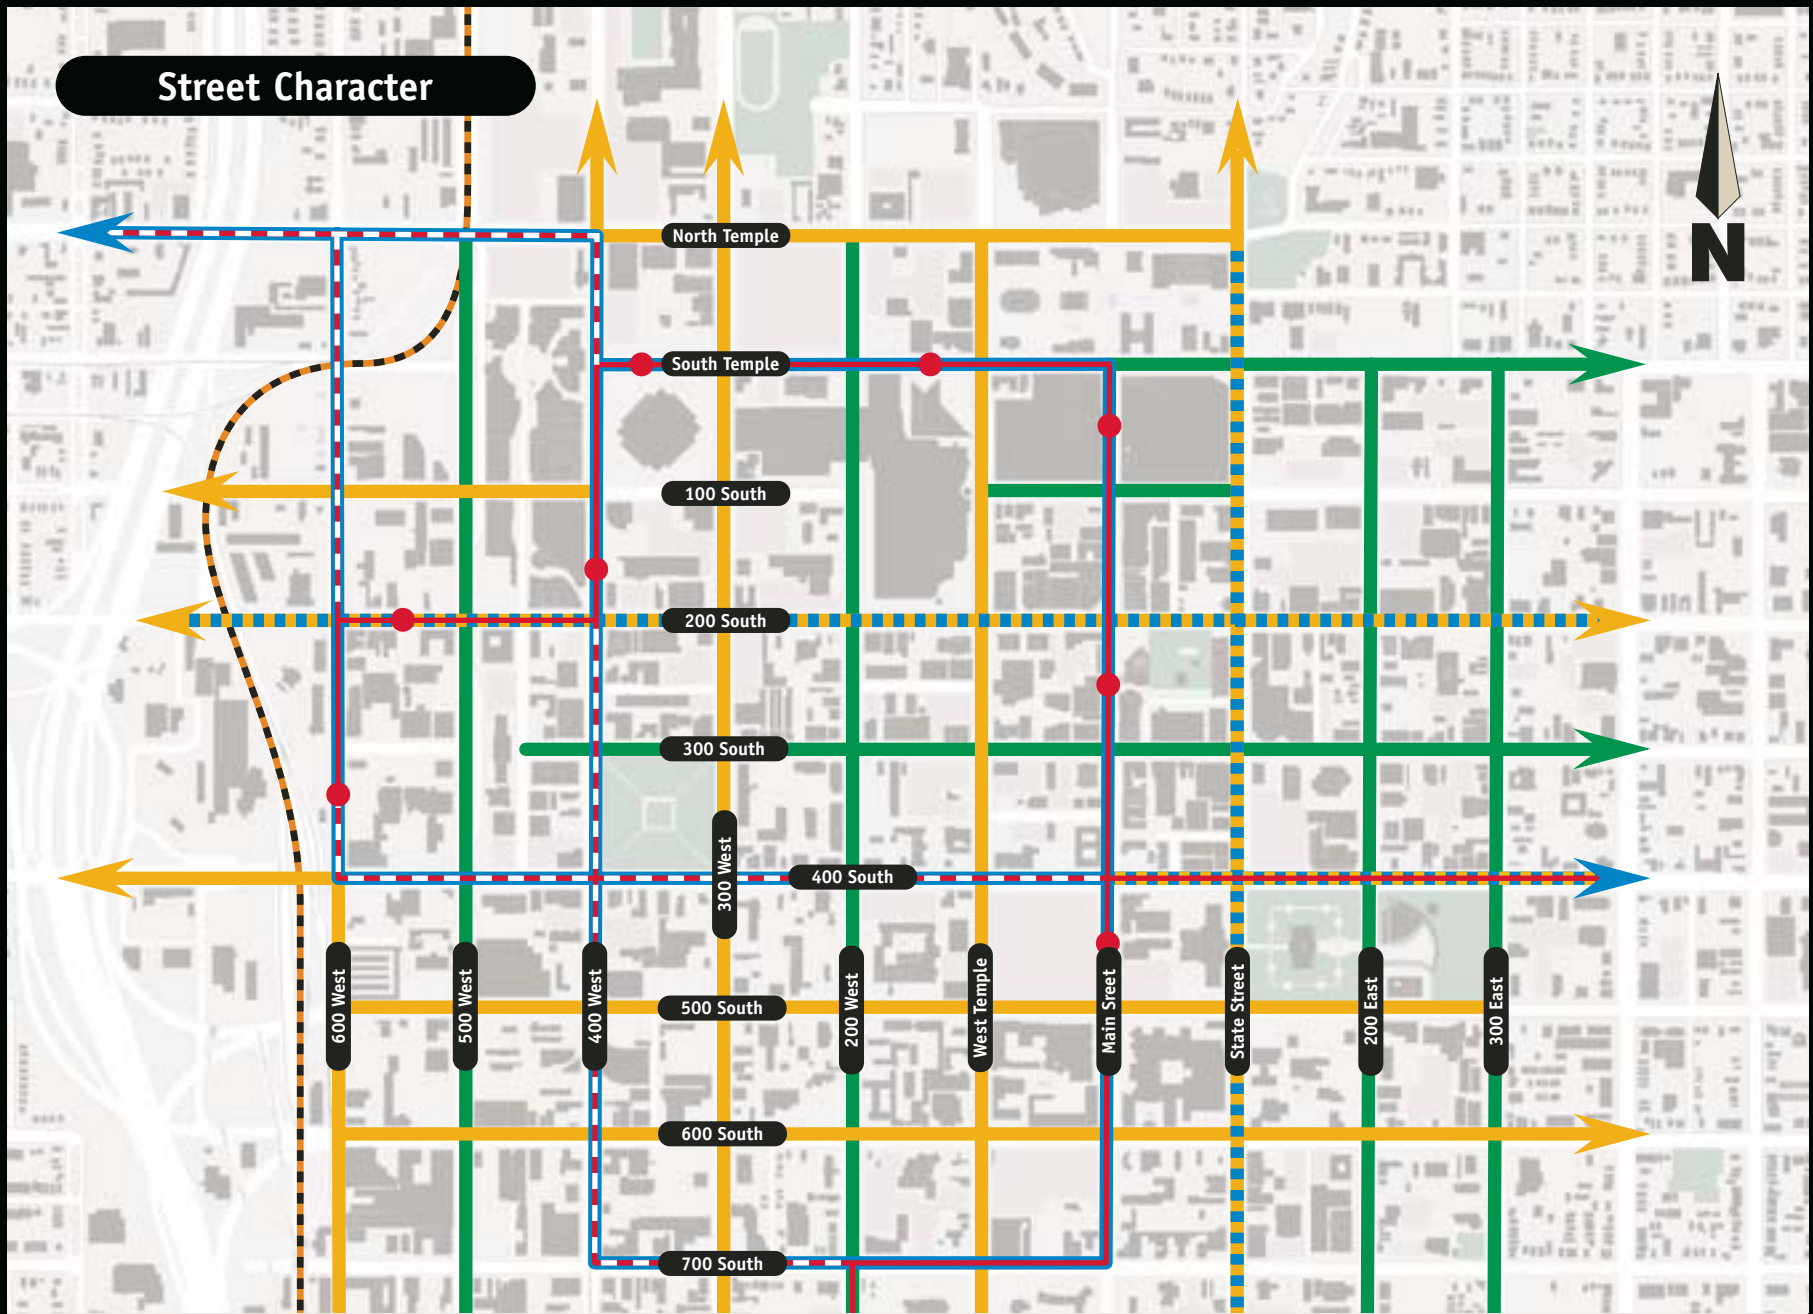 Street Character
N
North Temple
South Temple
100 South
200 South
300 South
400 South
300 West
600 West
500 West
400 West
500 South
200 West
West Temple
Main Sreet
State Street
200 East
300 East
600 South
700 South